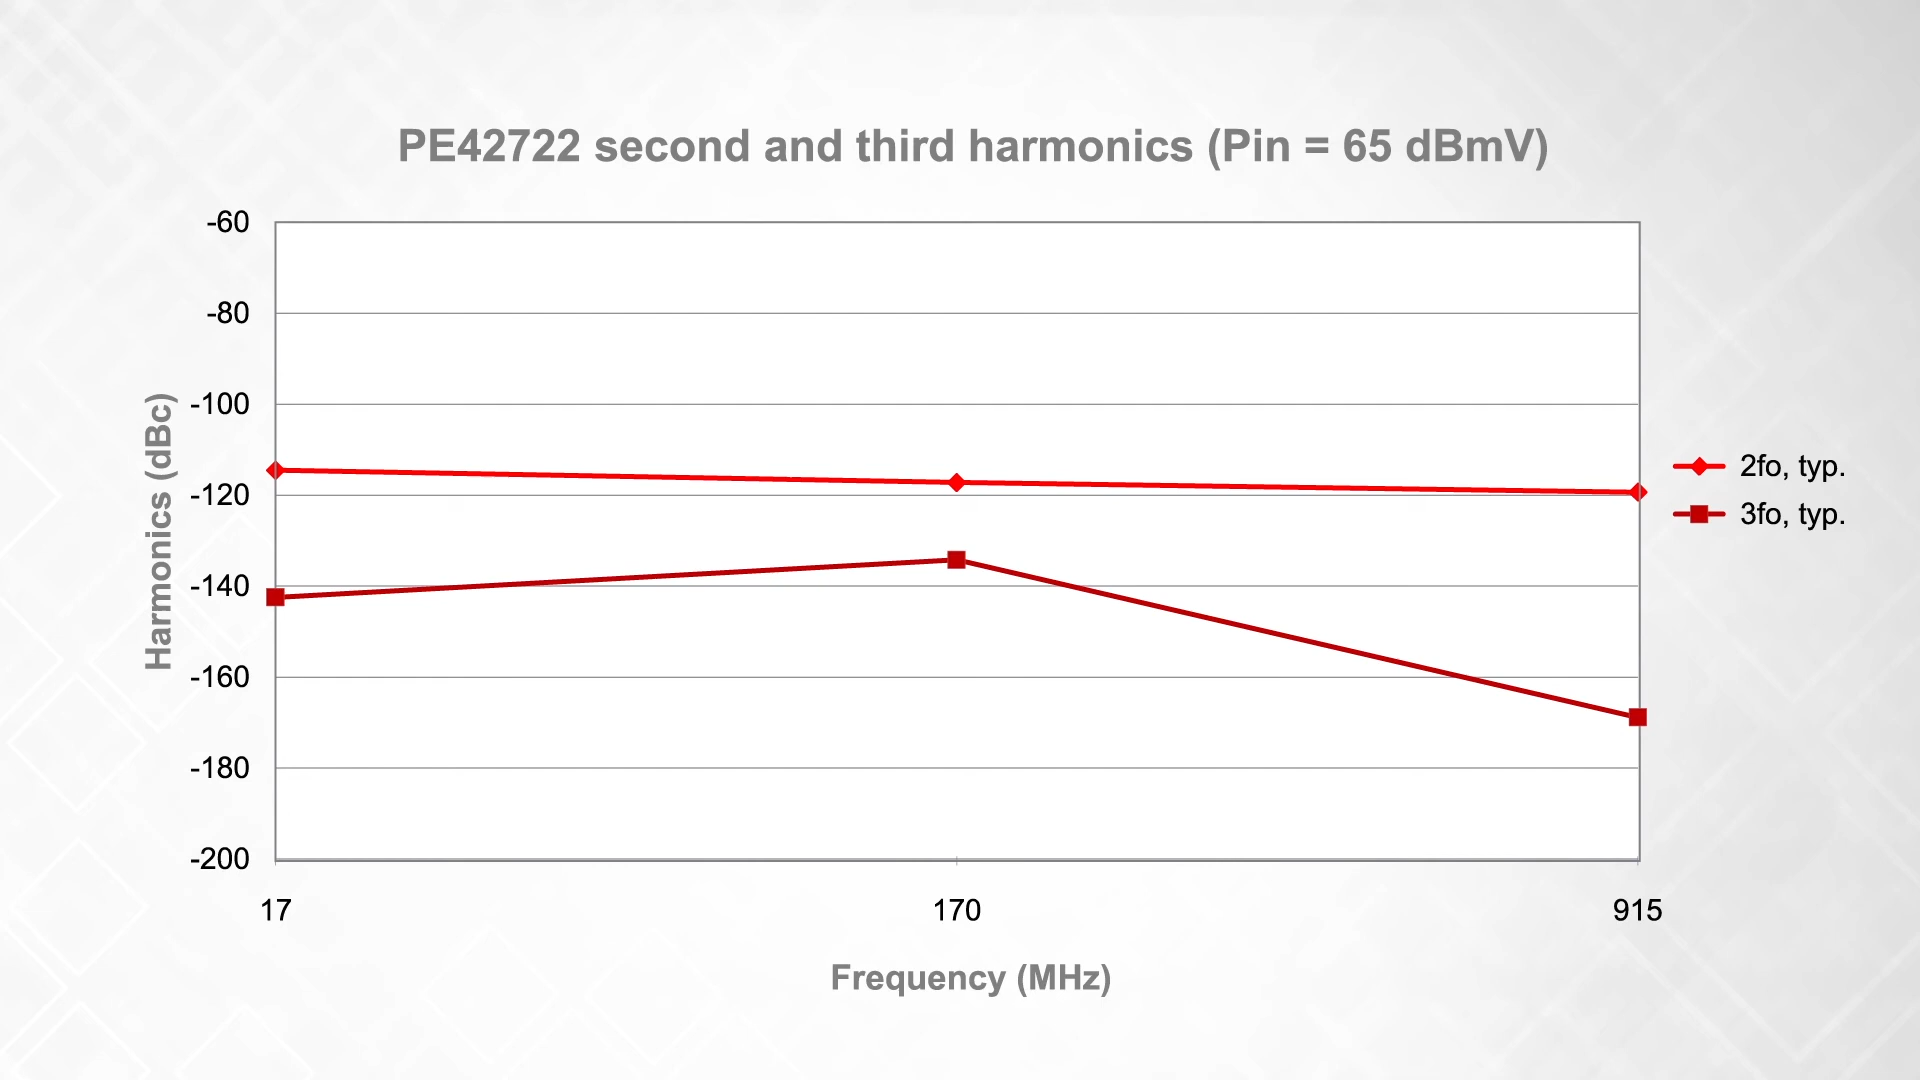 PE42722 second and third harmonics (Pin = 65 dBmV)
-60
-80
-100
-120
-140
-160
-180
-200
Harmonics (dBc)
17
170
915
Frequency (MHz)
2fo, typ.
3fo, typ.